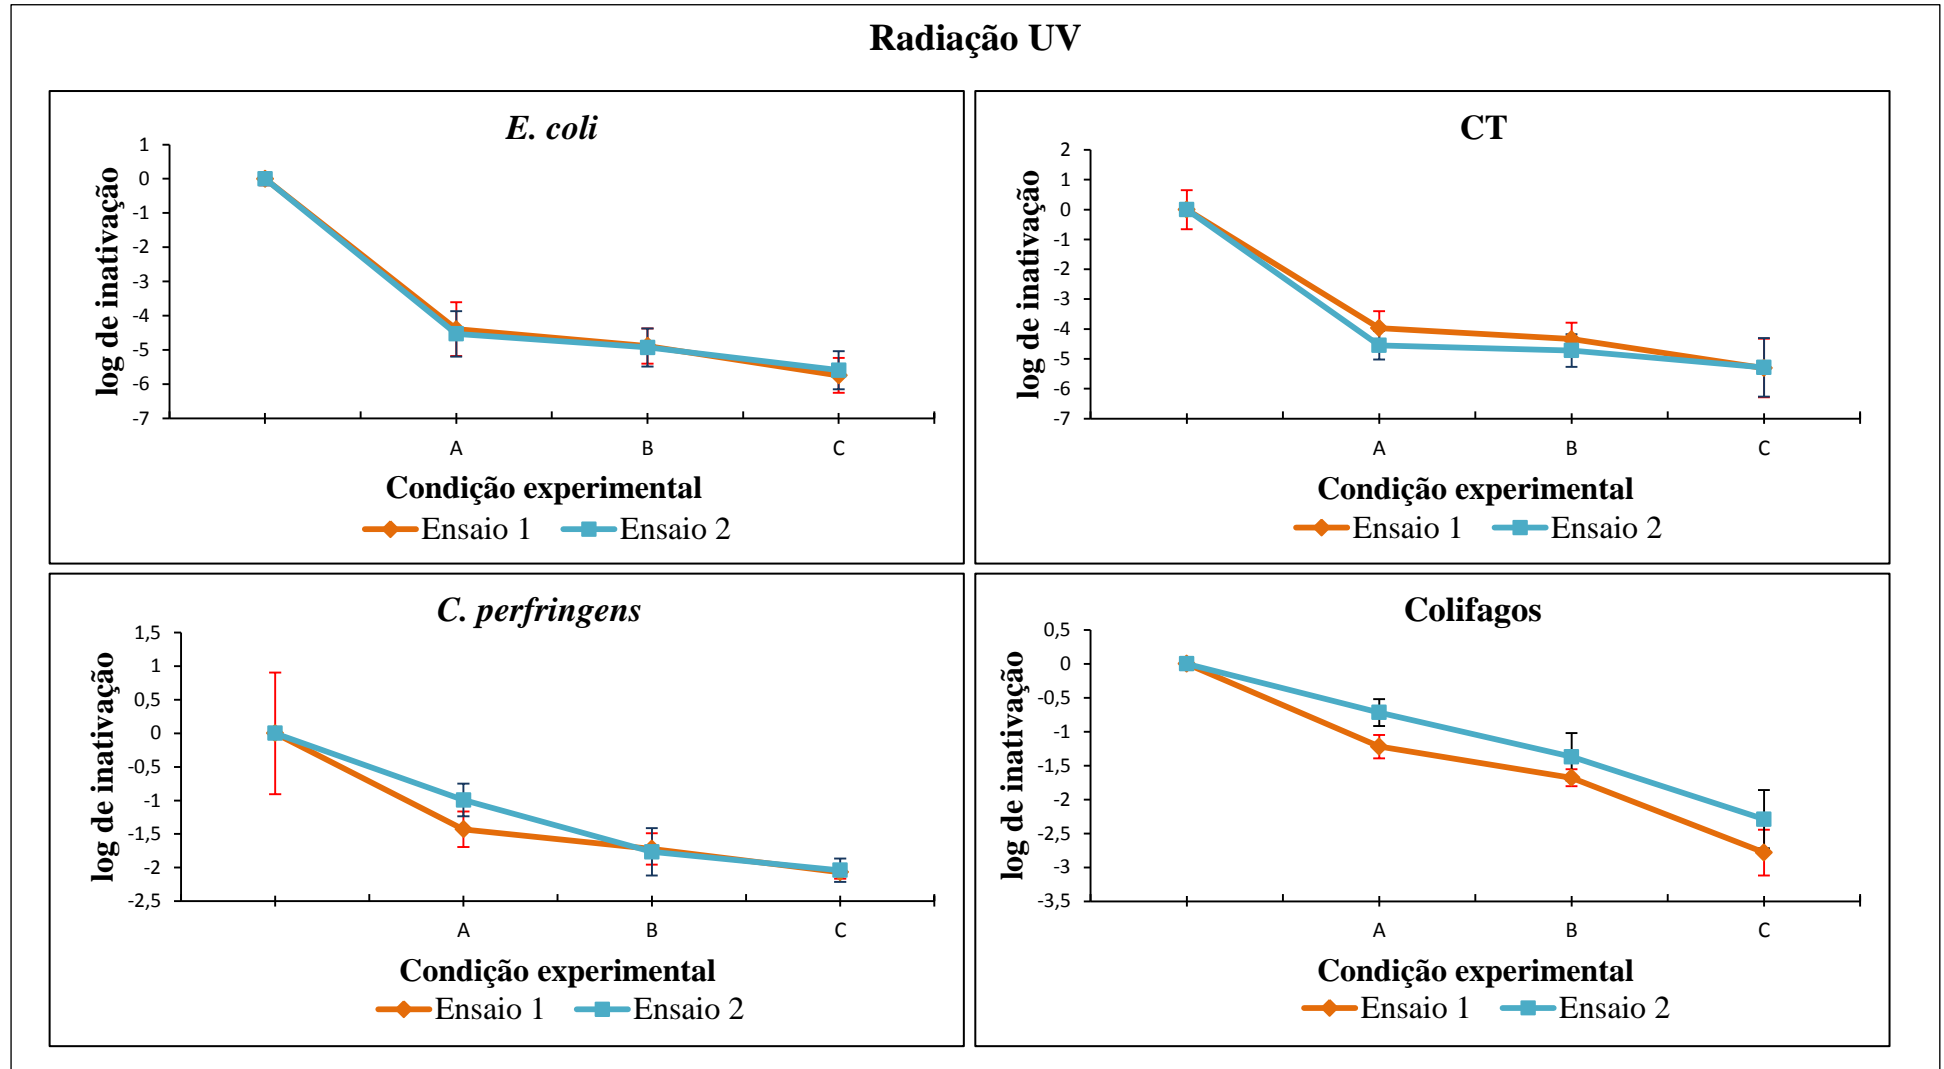 Radiação UV
E. coli
log de inativação
1
0
-1
-2
-3
-4
-5
-6
-7
A B C
Condição experimental
Ensaio 1 Ensaio 2
CT
log de inativação
2
1
0
-1
-2
-3
-4
-5
-6
-7
A B C
Condição experimental
Ensaio 1 Ensaio 2
C. perfringens
log de inativação
1,5
1
0,5
0
-0,5
-1
-1,5
-2
-2,5
A B C
Condição experimental
Ensaio 1 Ensaio 2
Colifagos
log de inativação
0,5
0
-0,5
-1
-1,5
-2
-2,5
-3
-3,5
A B C
Condição experimental
Ensaio 1 Ensaio 2